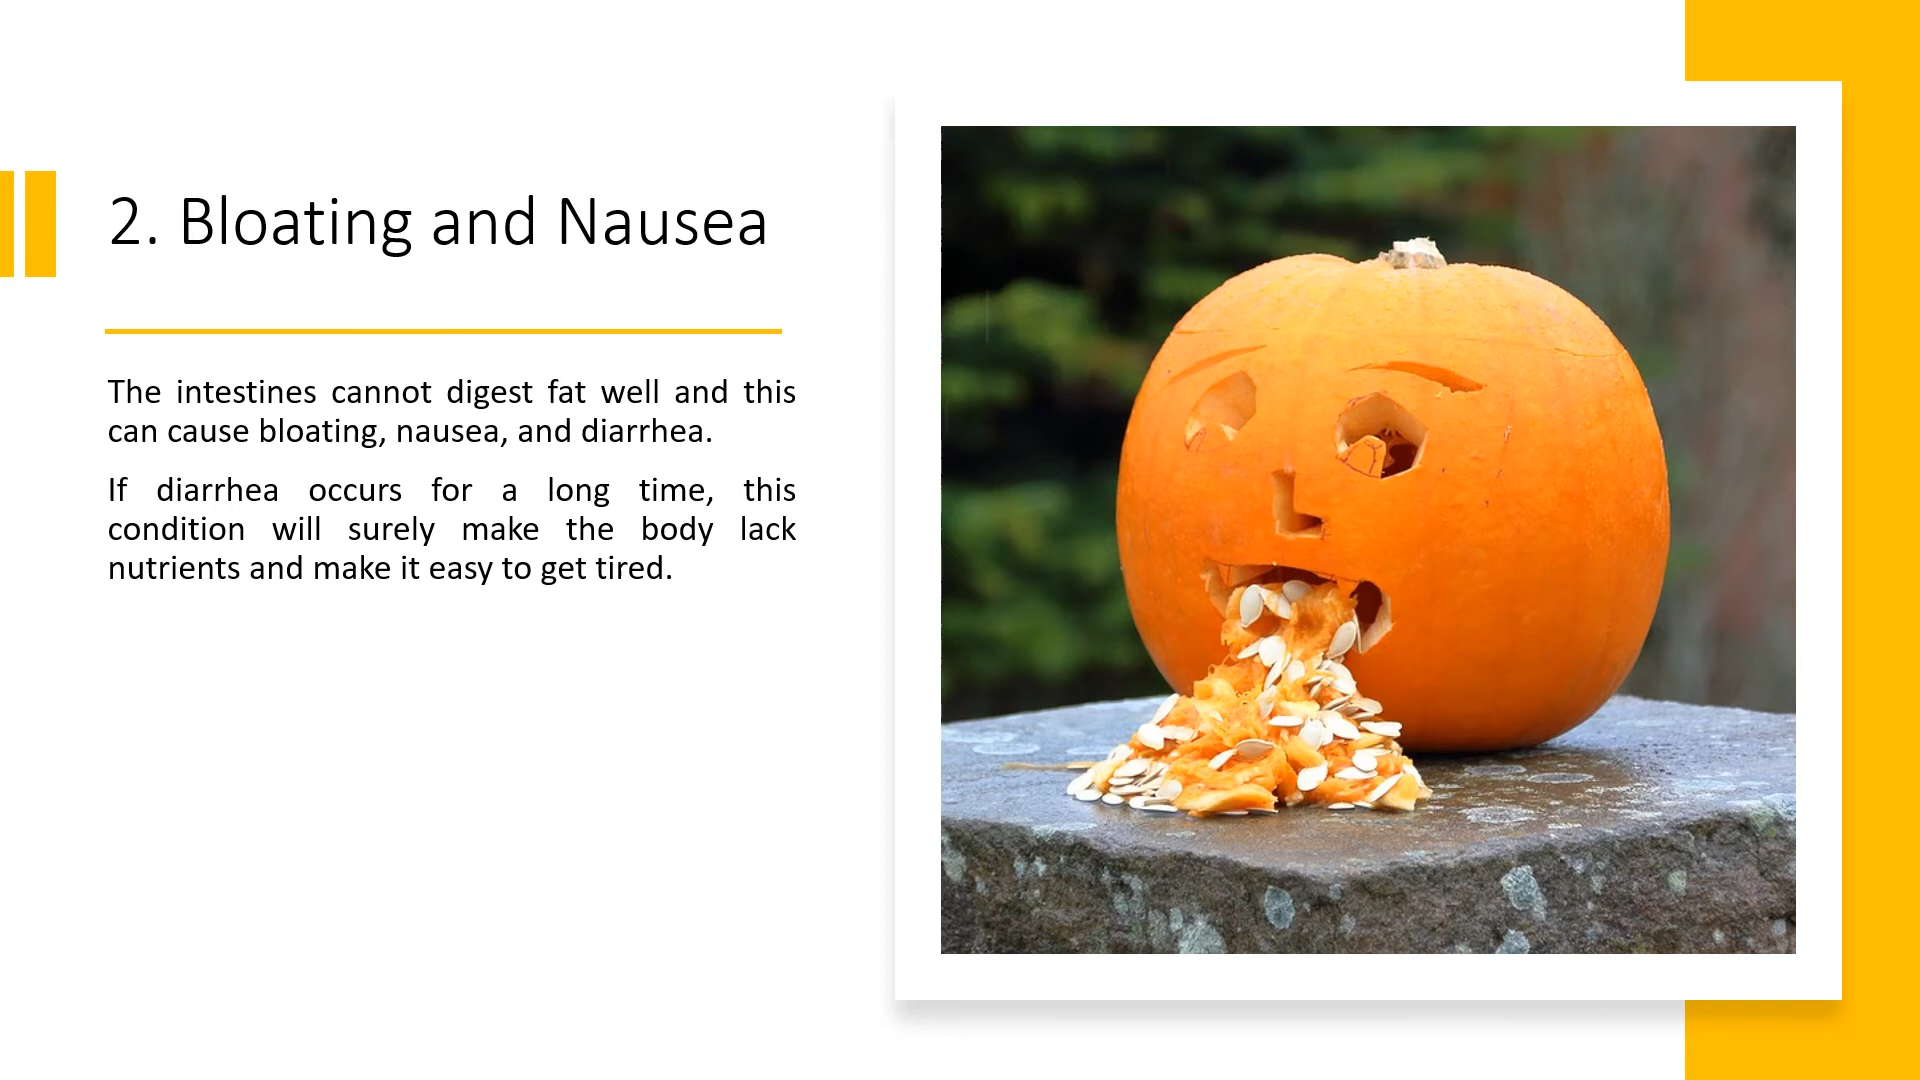 2. Bloating and Nausea
The intestines cannot digest fat well and this
can cause bloating, nausea, and diarrhea.
If diarrhea occurs for a long time, this
condition will surely make the body lack
nutrients and make it easy to get tired.